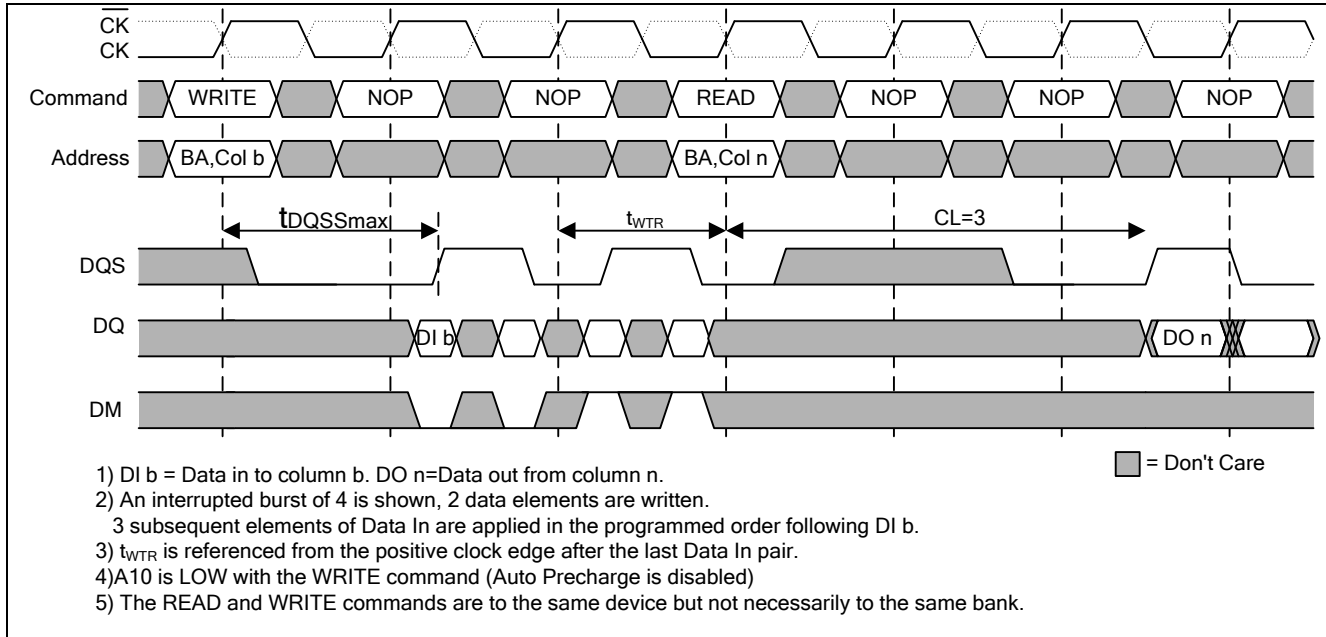 CK
CK
Command WRITE NOP NOP READ NOP NOP NOP
Address BA,Col b BA,Col n
tDQSSmax tWTR CL=3
DQS
DQ DI b DO n
DM
1) DI b = Data in to column b. DO n=Data out from column n.
= Don't Care
2) An interrupted burst of 4 is shown, 2 data elements are written.
3 subsequent elements of Data In are applied in the programmed order following DI b.
3) tWTR is referenced from the positive clock edge after the last Data In pair.
4)A10 is LOW with the WRITE command (Auto Precharge is disabled)
5) The READ and WRITE commands are to the same device but not necessarily to the same bank.